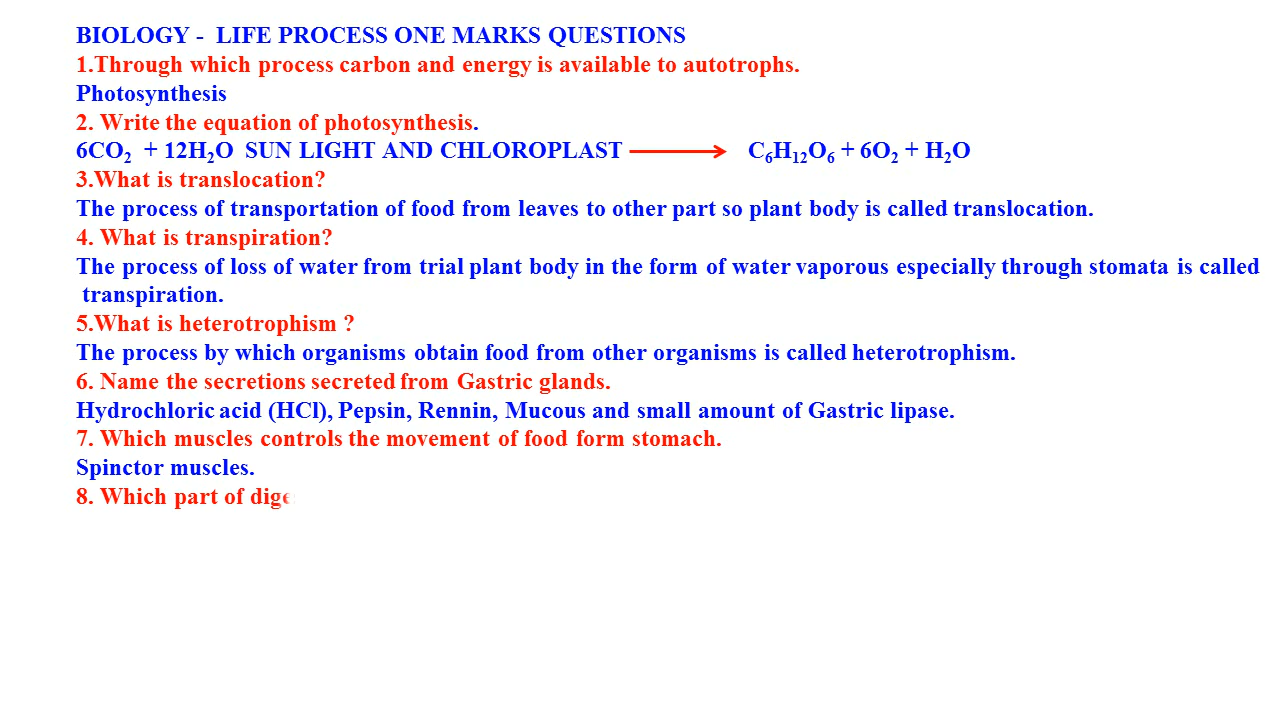 BIOLOGY - LIFE PROCESS ONE MARKS QUESTIONS
1.Through which process carbon and energy is available to autotrophs.
Photosynthesis
2. Write the equation of photosynthesis.
6CO₂ + 12H₂O SUN LIGHT AND CHLOROPLAST ⟶ C₆H₁₂O₆ + 6O₂ + H₂O
3.What is translocation?
The process of transportation of food from leaves to other part so plant body is called translocation.
4. What is transpiration?
The process of loss of water from trial plant body in the form of water vaporous especially through stomata is called
transpiration.
5.What is heterotrophism ?
The process by which organisms obtain food from other organisms is called heterotrophism.
6. Name the secretions secreted from Gastric glands.
Hydrochloric acid (HCl), Pepsin, Rennin, Mucous and small amount of Gastric lipase.
7. Which muscles controls the movement of food form stomach.
Spinctor muscles.
8. Which part of dige